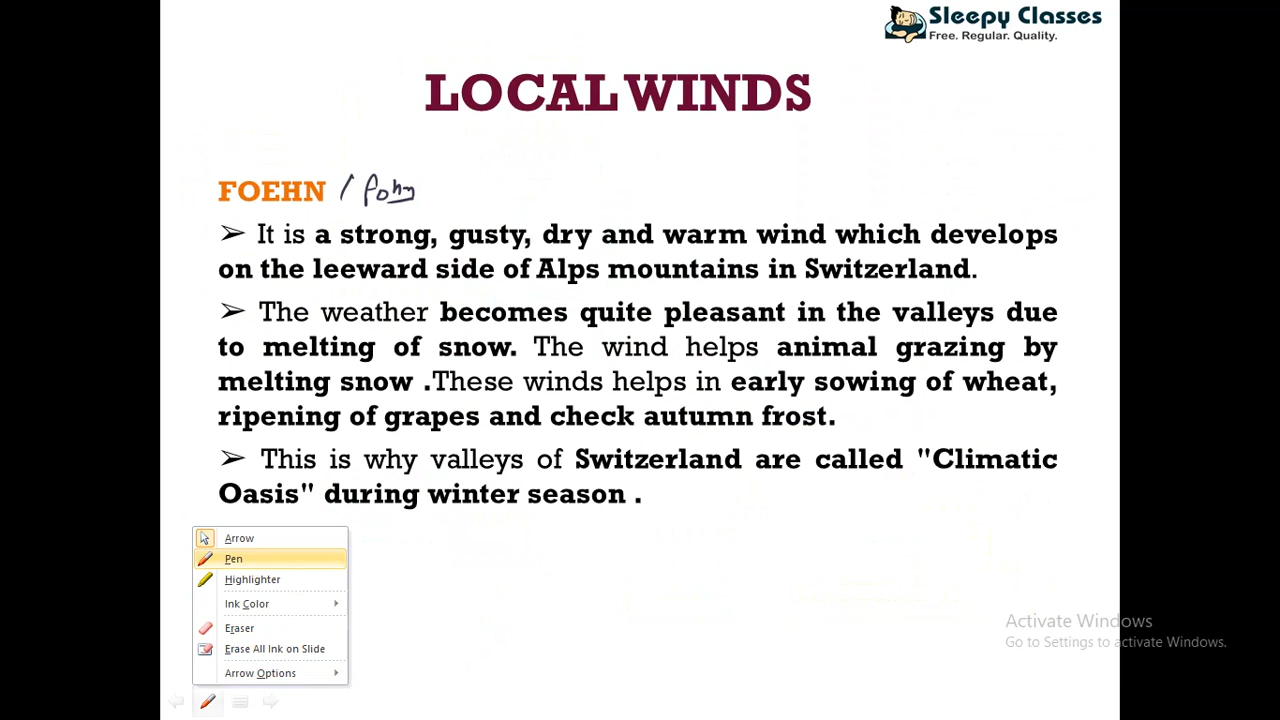 Sleepy Classes
Free. Regular. Quality.
LOCAL WINDS
FOEHN /
➢ It is a strong, gusty, dry and warm wind which develops
on the leeward side of Alps mountains in Switzerland.
➢ The weather becomes quite pleasant in the valleys due
to melting of snow. The wind helps animal grazing by
melting snow .These winds helps in early sowing of wheat,
ripening of grapes and check autumn frost.
➢ This is why valleys of Switzerland are called "Climatic
Oasis" during winter season .
Arrow
Pen
Highlighter
Ink Color
Eraser
Erase All Ink on Slide
Arrow Options
Activate Windows
Go to Settings to activate Windows.